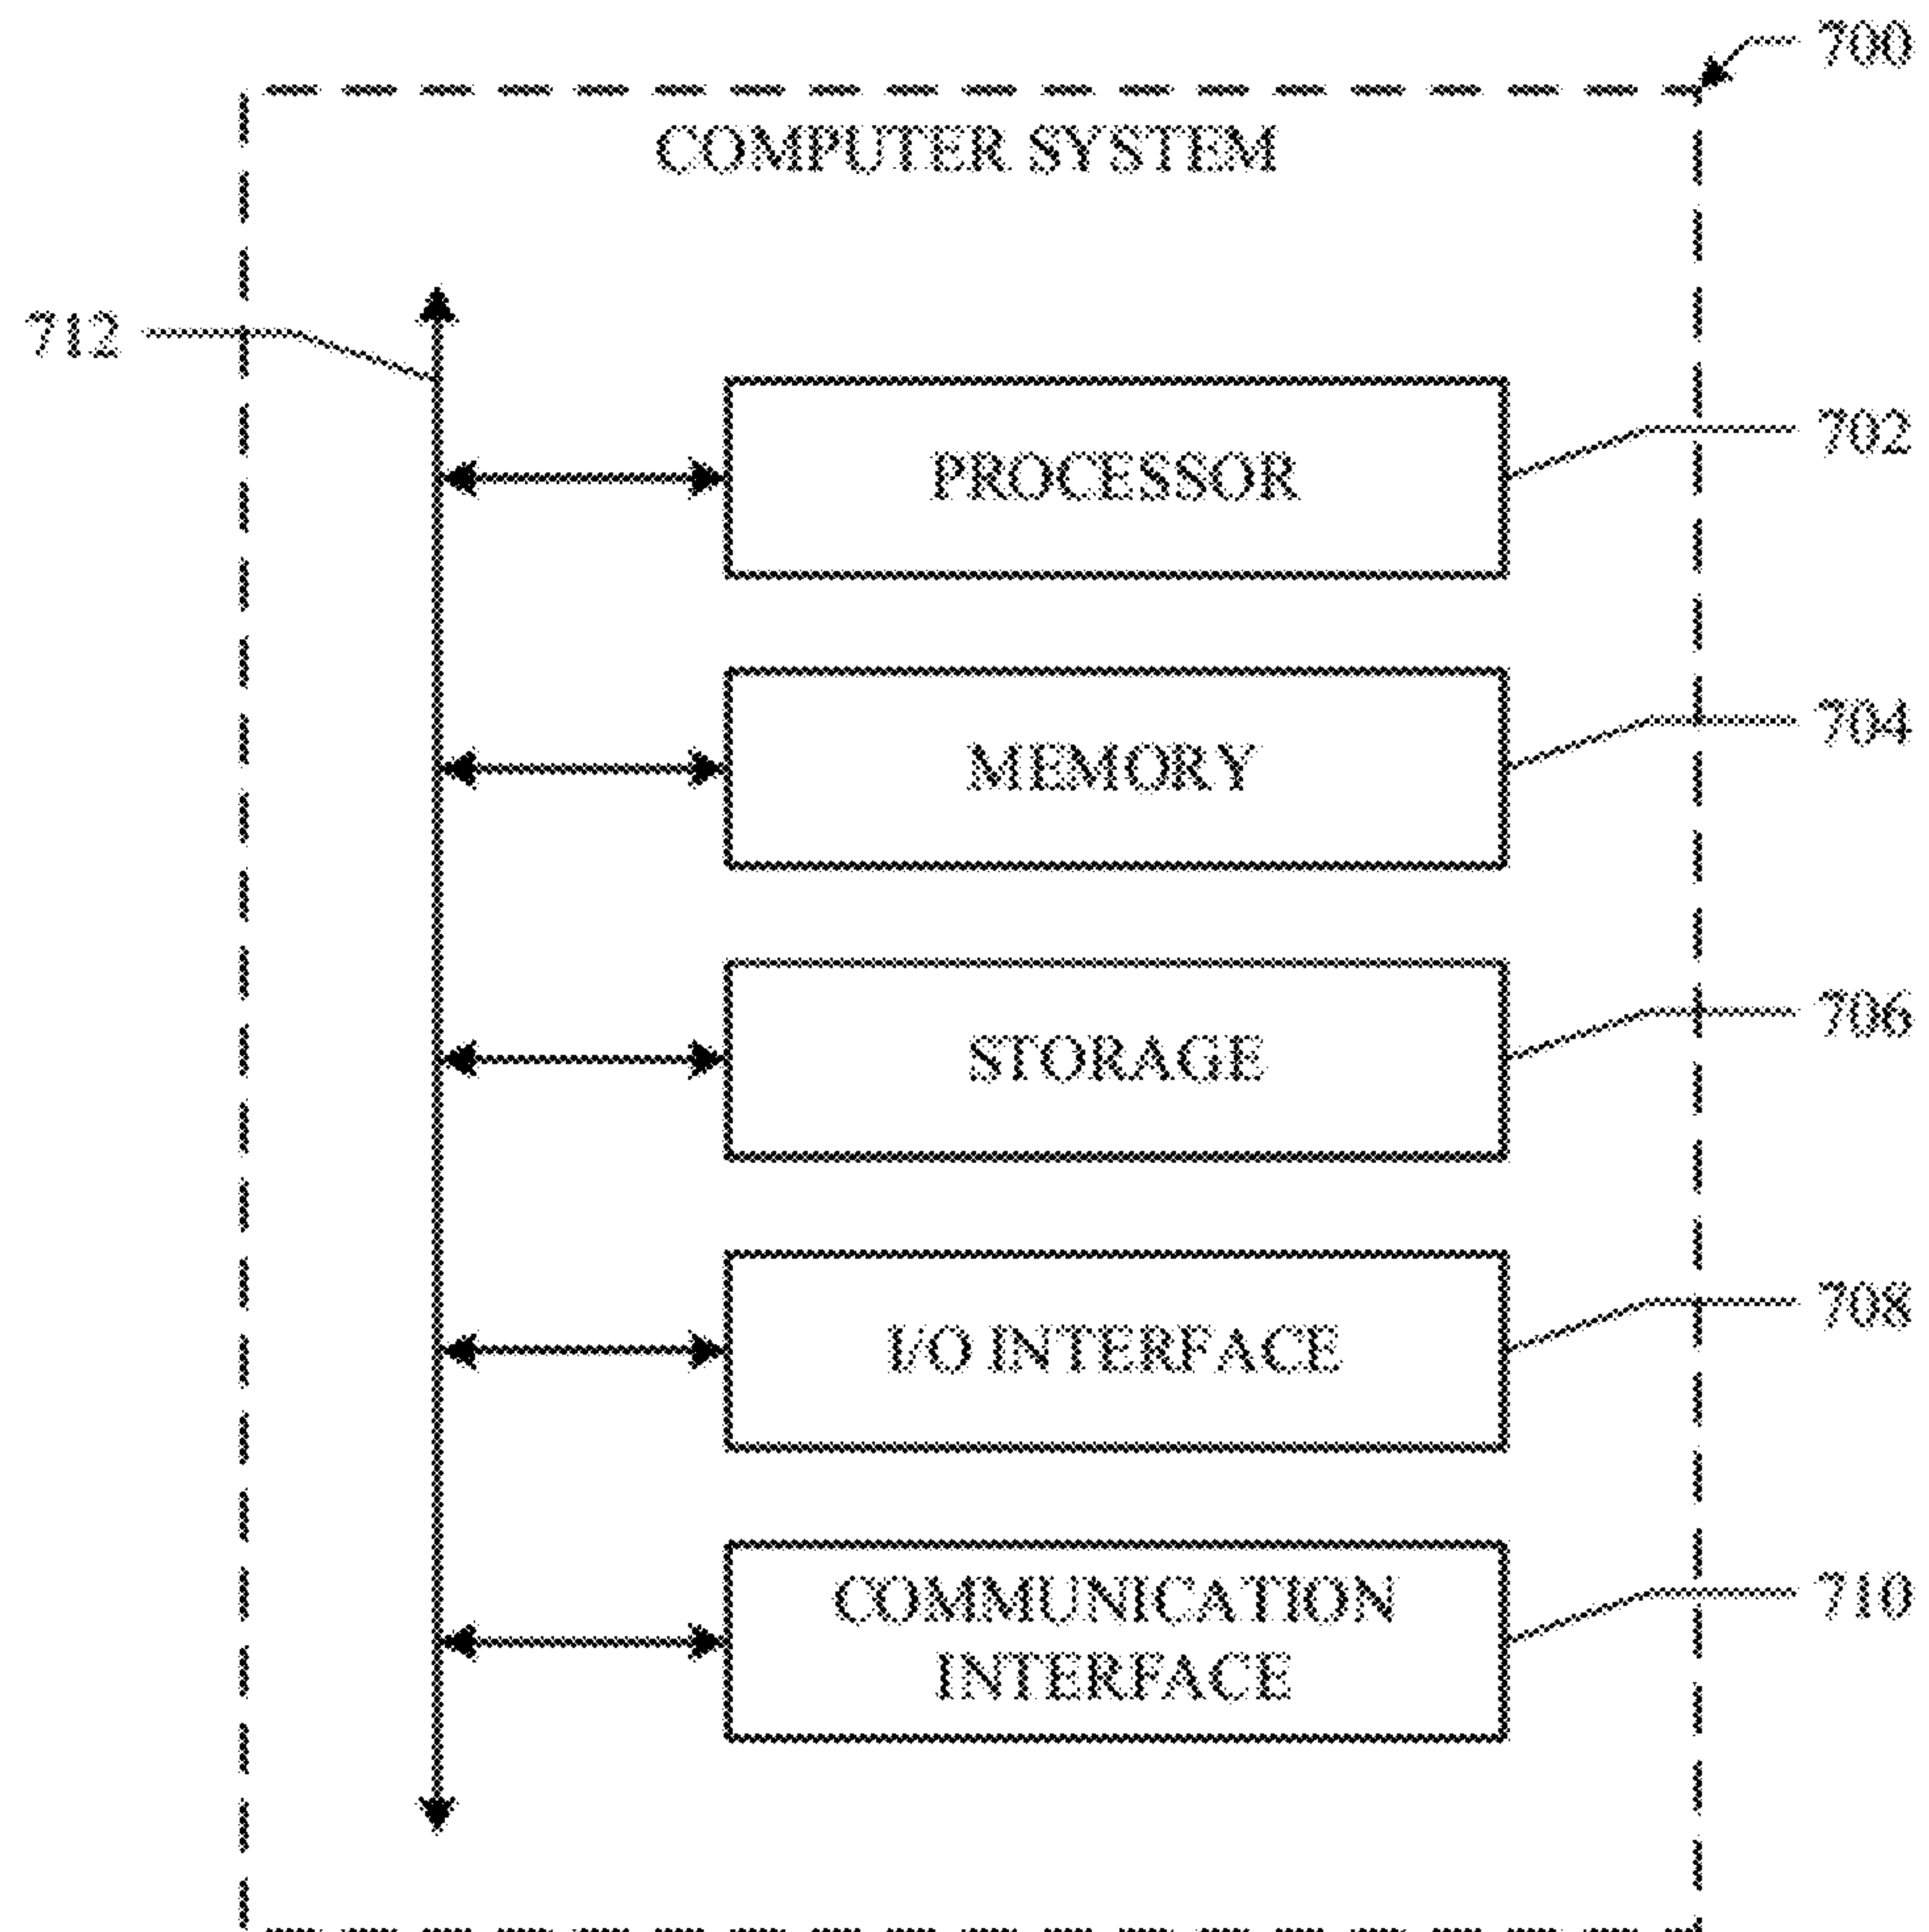 700
COMPUTER SYSTEM
712
PROCESSOR
702
MEMORY
704
STORAGE
706
I/O INTERFACE
708
COMMUNICATION
INTERFACE
710